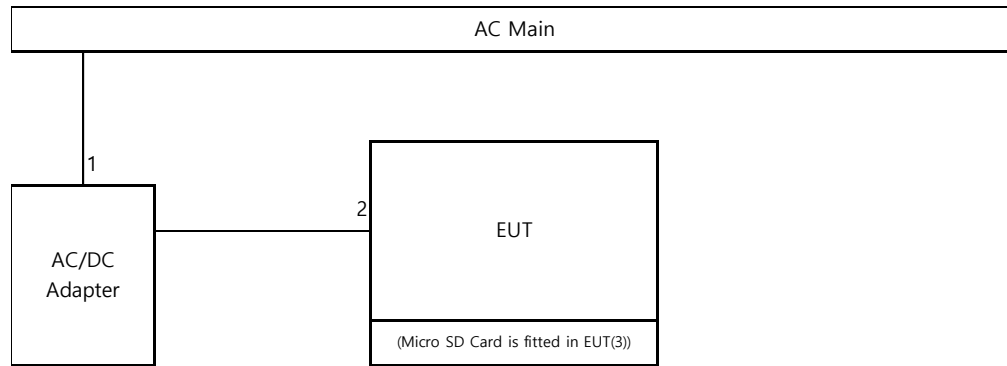 AC Main
1
2
EUT
AC/DC
Adapter
(Micro SD Card is fitted in EUT(3))